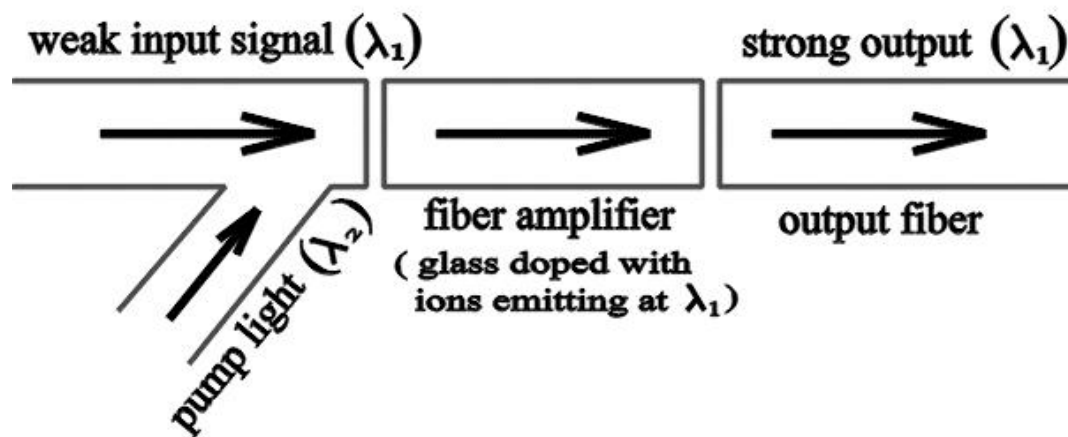 weak input signal (λ₁)
strong output (λ₁)
pump light (λ₂)
fiber amplifier
( glass doped with
ions emitting at λ₁)
output fiber